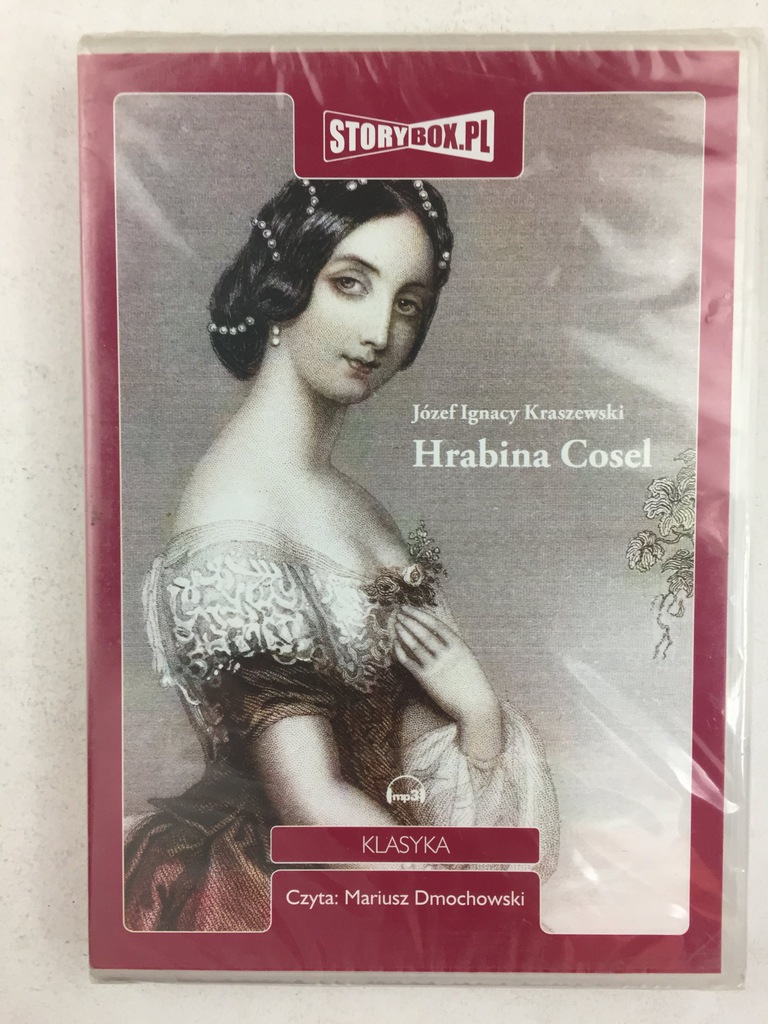 STORYBOX.PL
Józef Ignacy Kraszewski
Hrabina Cosel
mp3
KLASYKA
Czyta: Mariusz Dmochowski